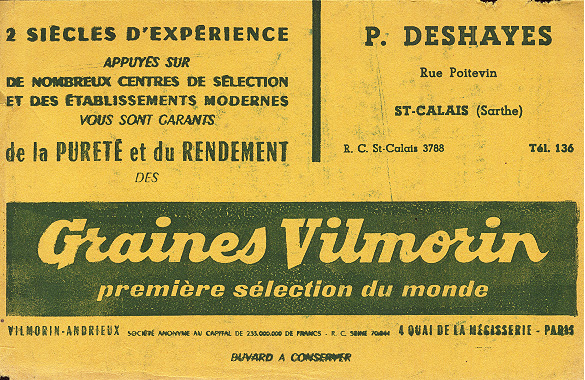 2 SIÈCLES D'EXPÉRIENCE
APPUYÉS SUR
DE NOMBREUX CENTRES DE SÉLECTION
ET DES ÉTABLISSEMENTS MODERNES
VOUS SONT GARANTS
de la PURETÉ et du RENDEMENT
DES
P. DESHAYES
Rue Poitevin
ST-CALAIS (Sarthe)
R. C. St-Calais 3788 Tél. 136
Graines Vilmorin
première sélection du monde
VILMORIN-ANDRIEUX SOCIÉTÉ ANONYME AU CAPITAL DE 235.000.000 DE FRANCS - R. C. SEINE 70.844 4 QUAI DE LA MÉGISSERIE - PARIS
BUVARD A CONSERVER